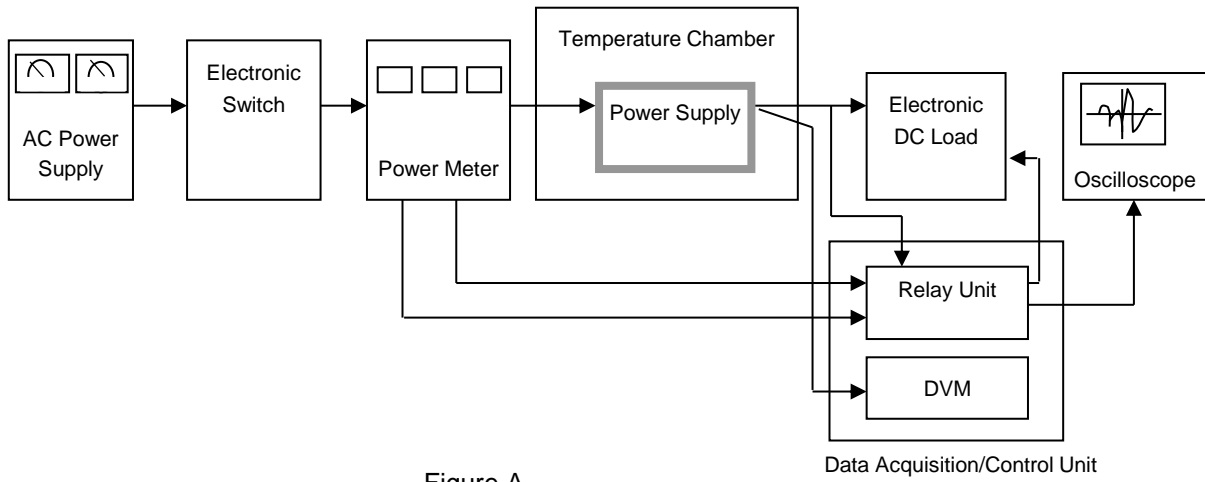 Temperature Chamber
AC Power
Supply
Electronic
Switch
Power Meter
Power Supply
Electronic
DC Load
Oscilloscope
Relay Unit
DVM
Data Acquisition/Control Unit
Figure A